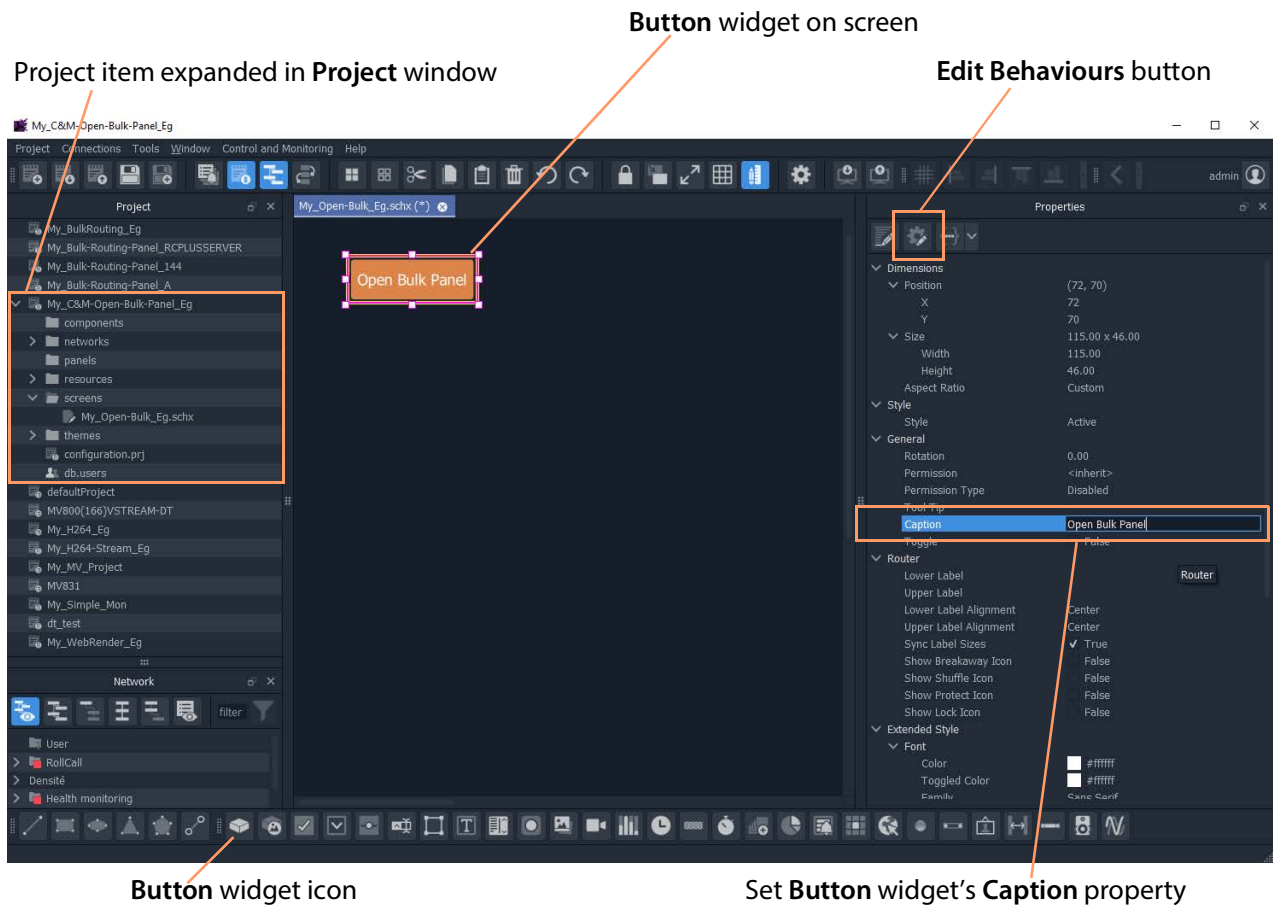 Button widget on screen
Project item expanded in Project window
Edit Behaviours button
My_C&M-Open-Bulk-Panel_Eg
Project Connections Tools Window Control and Monitoring Help
admin
Project
My_BulkRouting_Eg
My_Bulk-Routing-Panel_RCPLUSSERVER
My_Bulk-Routing-Panel_144
My_Bulk-Routing-Panel_A
My_C&M-Open-Bulk-Panel_Eg
components
networks
panels
resources
screens
My_Open-Bulk_Eg.schx
themes
configuration.prj
db.users
defaultProject
MV800(166)VSTREAM-DT
My_H264_Eg
My_H264-Stream_Eg
My_MV_Project
MV831
My_Simple_Mon
dt_test
My_WebRender_Eg
Network
filter
User
RollCall
Densité
Health monitoring
My_Open-Bulk_Eg.schx (*)
Open Bulk Panel
Properties
Dimensions
Position (72, 70)
X 72
Y 70
Size 115.00 x 46.00
Width 115.00
Height 46.00
Aspect Ratio Custom
Style
Style Active
General
Rotation 0.00
Permission <inherit>
Permission Type Disabled
Tool Tip
Caption Open Bulk Panel
Toggle False
Router
Lower Label Router
Upper Label
Lower Label Alignment Center
Upper Label Alignment Center
Sync Label Sizes True
Show Breakaway Icon False
Show Shuffle Icon False
Show Protect Icon False
Show Lock Icon False
Extended Style
Font
Color #ffffff
Toggled Color #ffffff
Family Sans Serif
Button widget icon
Set Button widget's Caption property